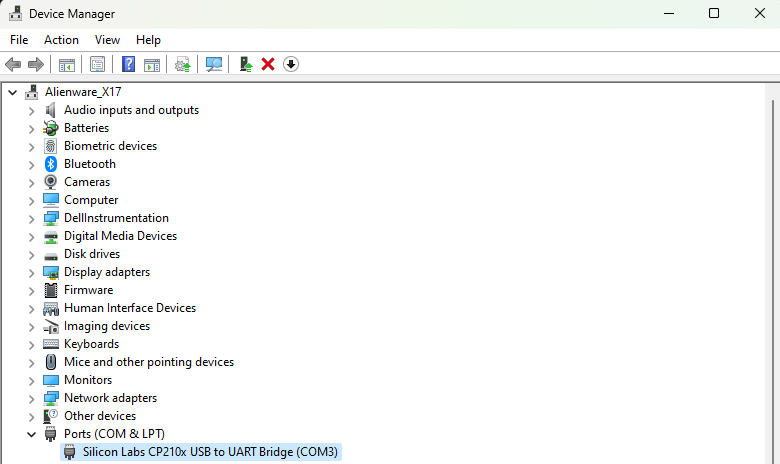 Device Manager
File Action View Help
Alienware_X17
Audio inputs and outputs
Batteries
Biometric devices
Bluetooth
Cameras
Computer
DellInstrumentation
Digital Media Devices
Disk drives
Display adapters
Firmware
Human Interface Devices
Imaging devices
Keyboards
Mice and other pointing devices
Monitors
Network adapters
Other devices
Ports (COM & LPT)
Silicon Labs CP210x USB to UART Bridge (COM3)